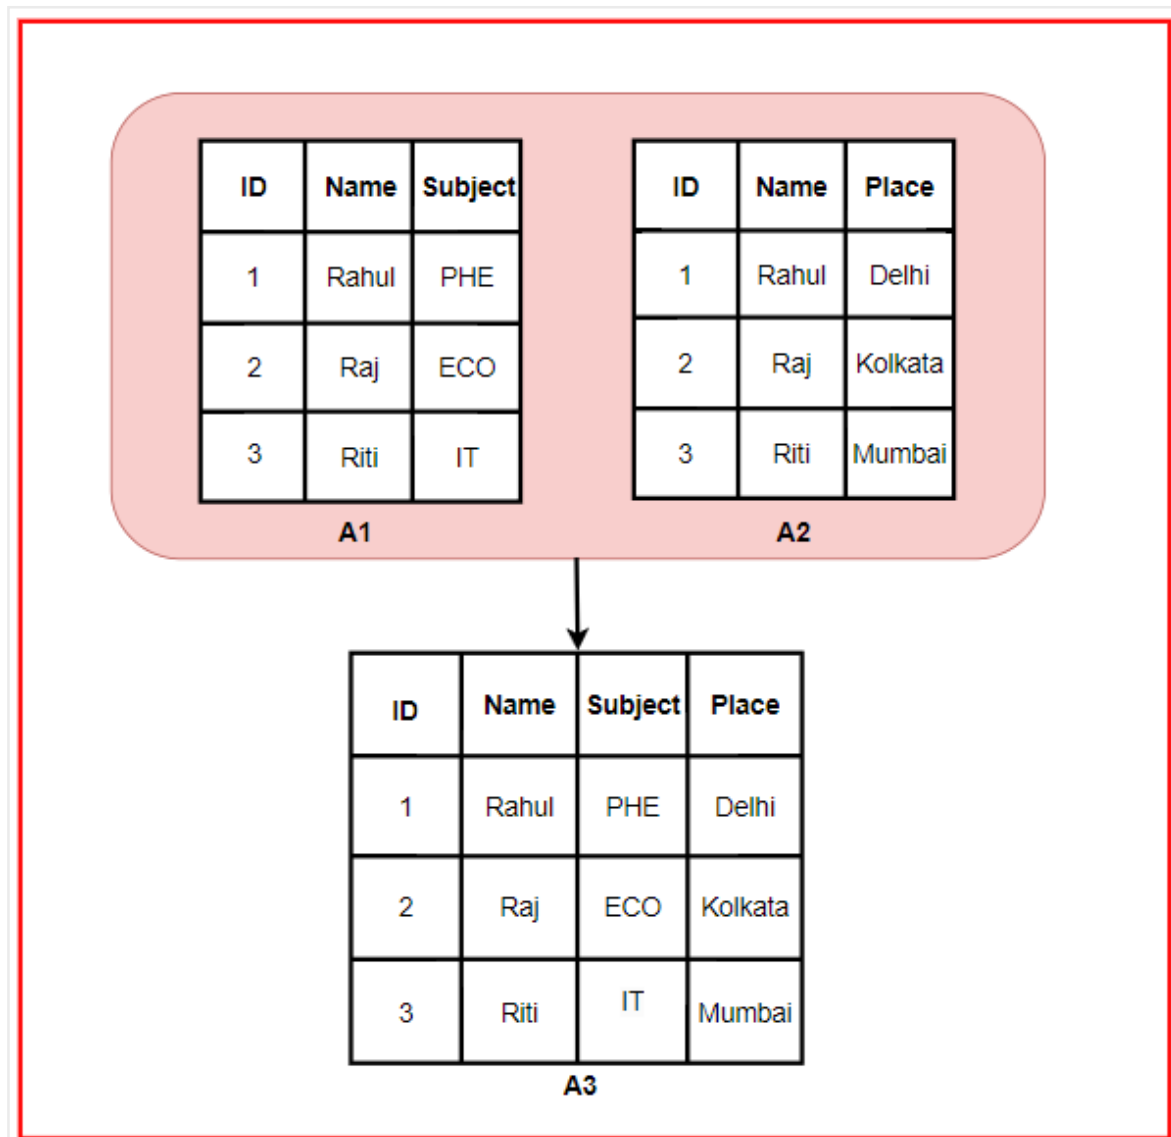 ID Name Subject
1 Rahul PHE
2 Raj ECO
3 Riti IT
A1
ID Name Place
1 Rahul Delhi
2 Raj Kolkata
3 Riti Mumbai
A2
ID Name Subject Place
1 Rahul PHE Delhi
2 Raj ECO Kolkata
3 Riti IT Mumbai
A3